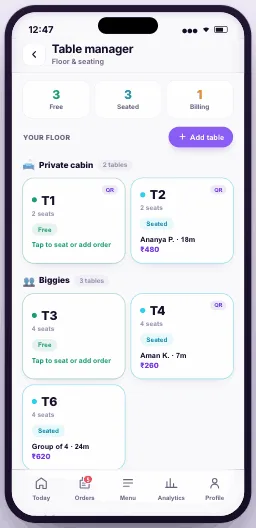 12:47
Table manager
Floor & seating
3 3 1
Free Seated Billing
YOUR FLOOR + Add table
Private cabin 2 tables
T1 QR
2 seats
Free
Tap to seat or add order
T2 QR
2 seats
Seated
Ananya P. · 18m
₹480
Biggies 3 tables
T3
4 seats
Free
Tap to seat or add order
T4 QR
4 seats
Seated
Aman K. · 7m
₹260
T6
4 seats
Seated
Group of 4 · 24m
₹620
1
Today Orders Menu Analytics Profile